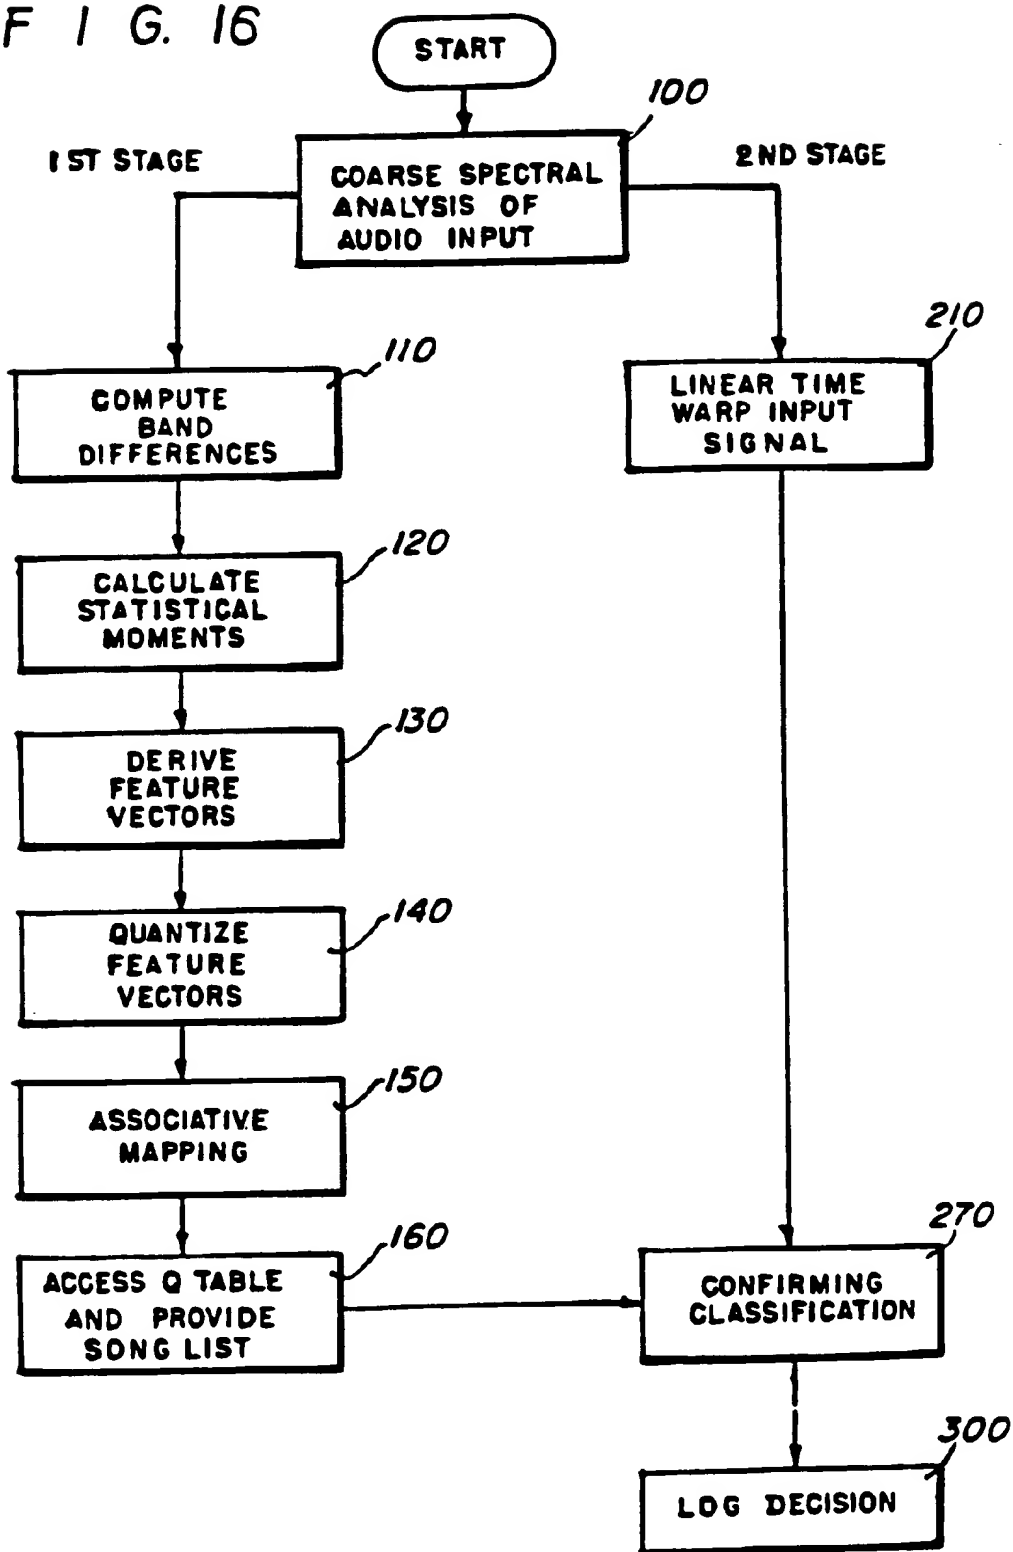 F I G. 16
START
100
1ST STAGE
2ND STAGE
COARSE SPECTRAL
ANALYSIS OF
AUDIO INPUT
110
210
COMPUTE
BAND
DIFFERENCES
LINEAR TIME
WARP INPUT
SIGNAL
120
CALCULATE
STATISTICAL
MOMENTS
130
DERIVE
FEATURE
VECTORS
140
QUANTIZE
FEATURE
VECTORS
150
ASSOCIATIVE
MAPPING
160
ACCESS Q TABLE
AND PROVIDE
SONG LIST
270
CONFIRMING
CLASSIFICATION
300
LOG DECISION